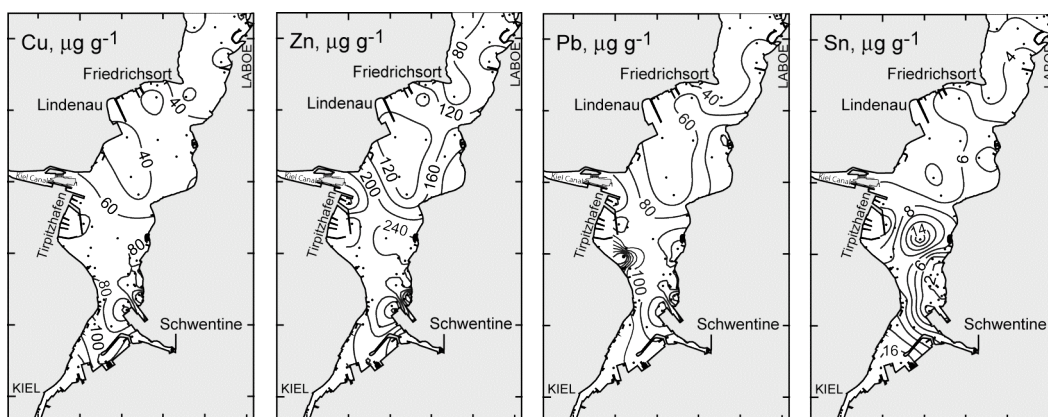 Cu, µg g-1
LABOE
Friedrichsort
40
Lindenau
40
Kiel Canal
60
Tirpitzhafen
80
80
100
Schwentine
KIEL
Zn, µg g-1
80
LABOE
Friedrichsort
Lindenau
120
120
160
Kiel Canal
200
Tirpitzhafen
240
Schwentine
KIEL
Pb, µg g-1
LABOE
Friedrichsort
40
Lindenau
60
Kiel Canal
80
Tirpitzhafen
100
Schwentine
KIEL
Sn, µg g-1
4
Friedrichsort
Lindenau
6
Kiel Canal
8
Tirpitzhafen
14
6
2
Schwentine
16
KIEL